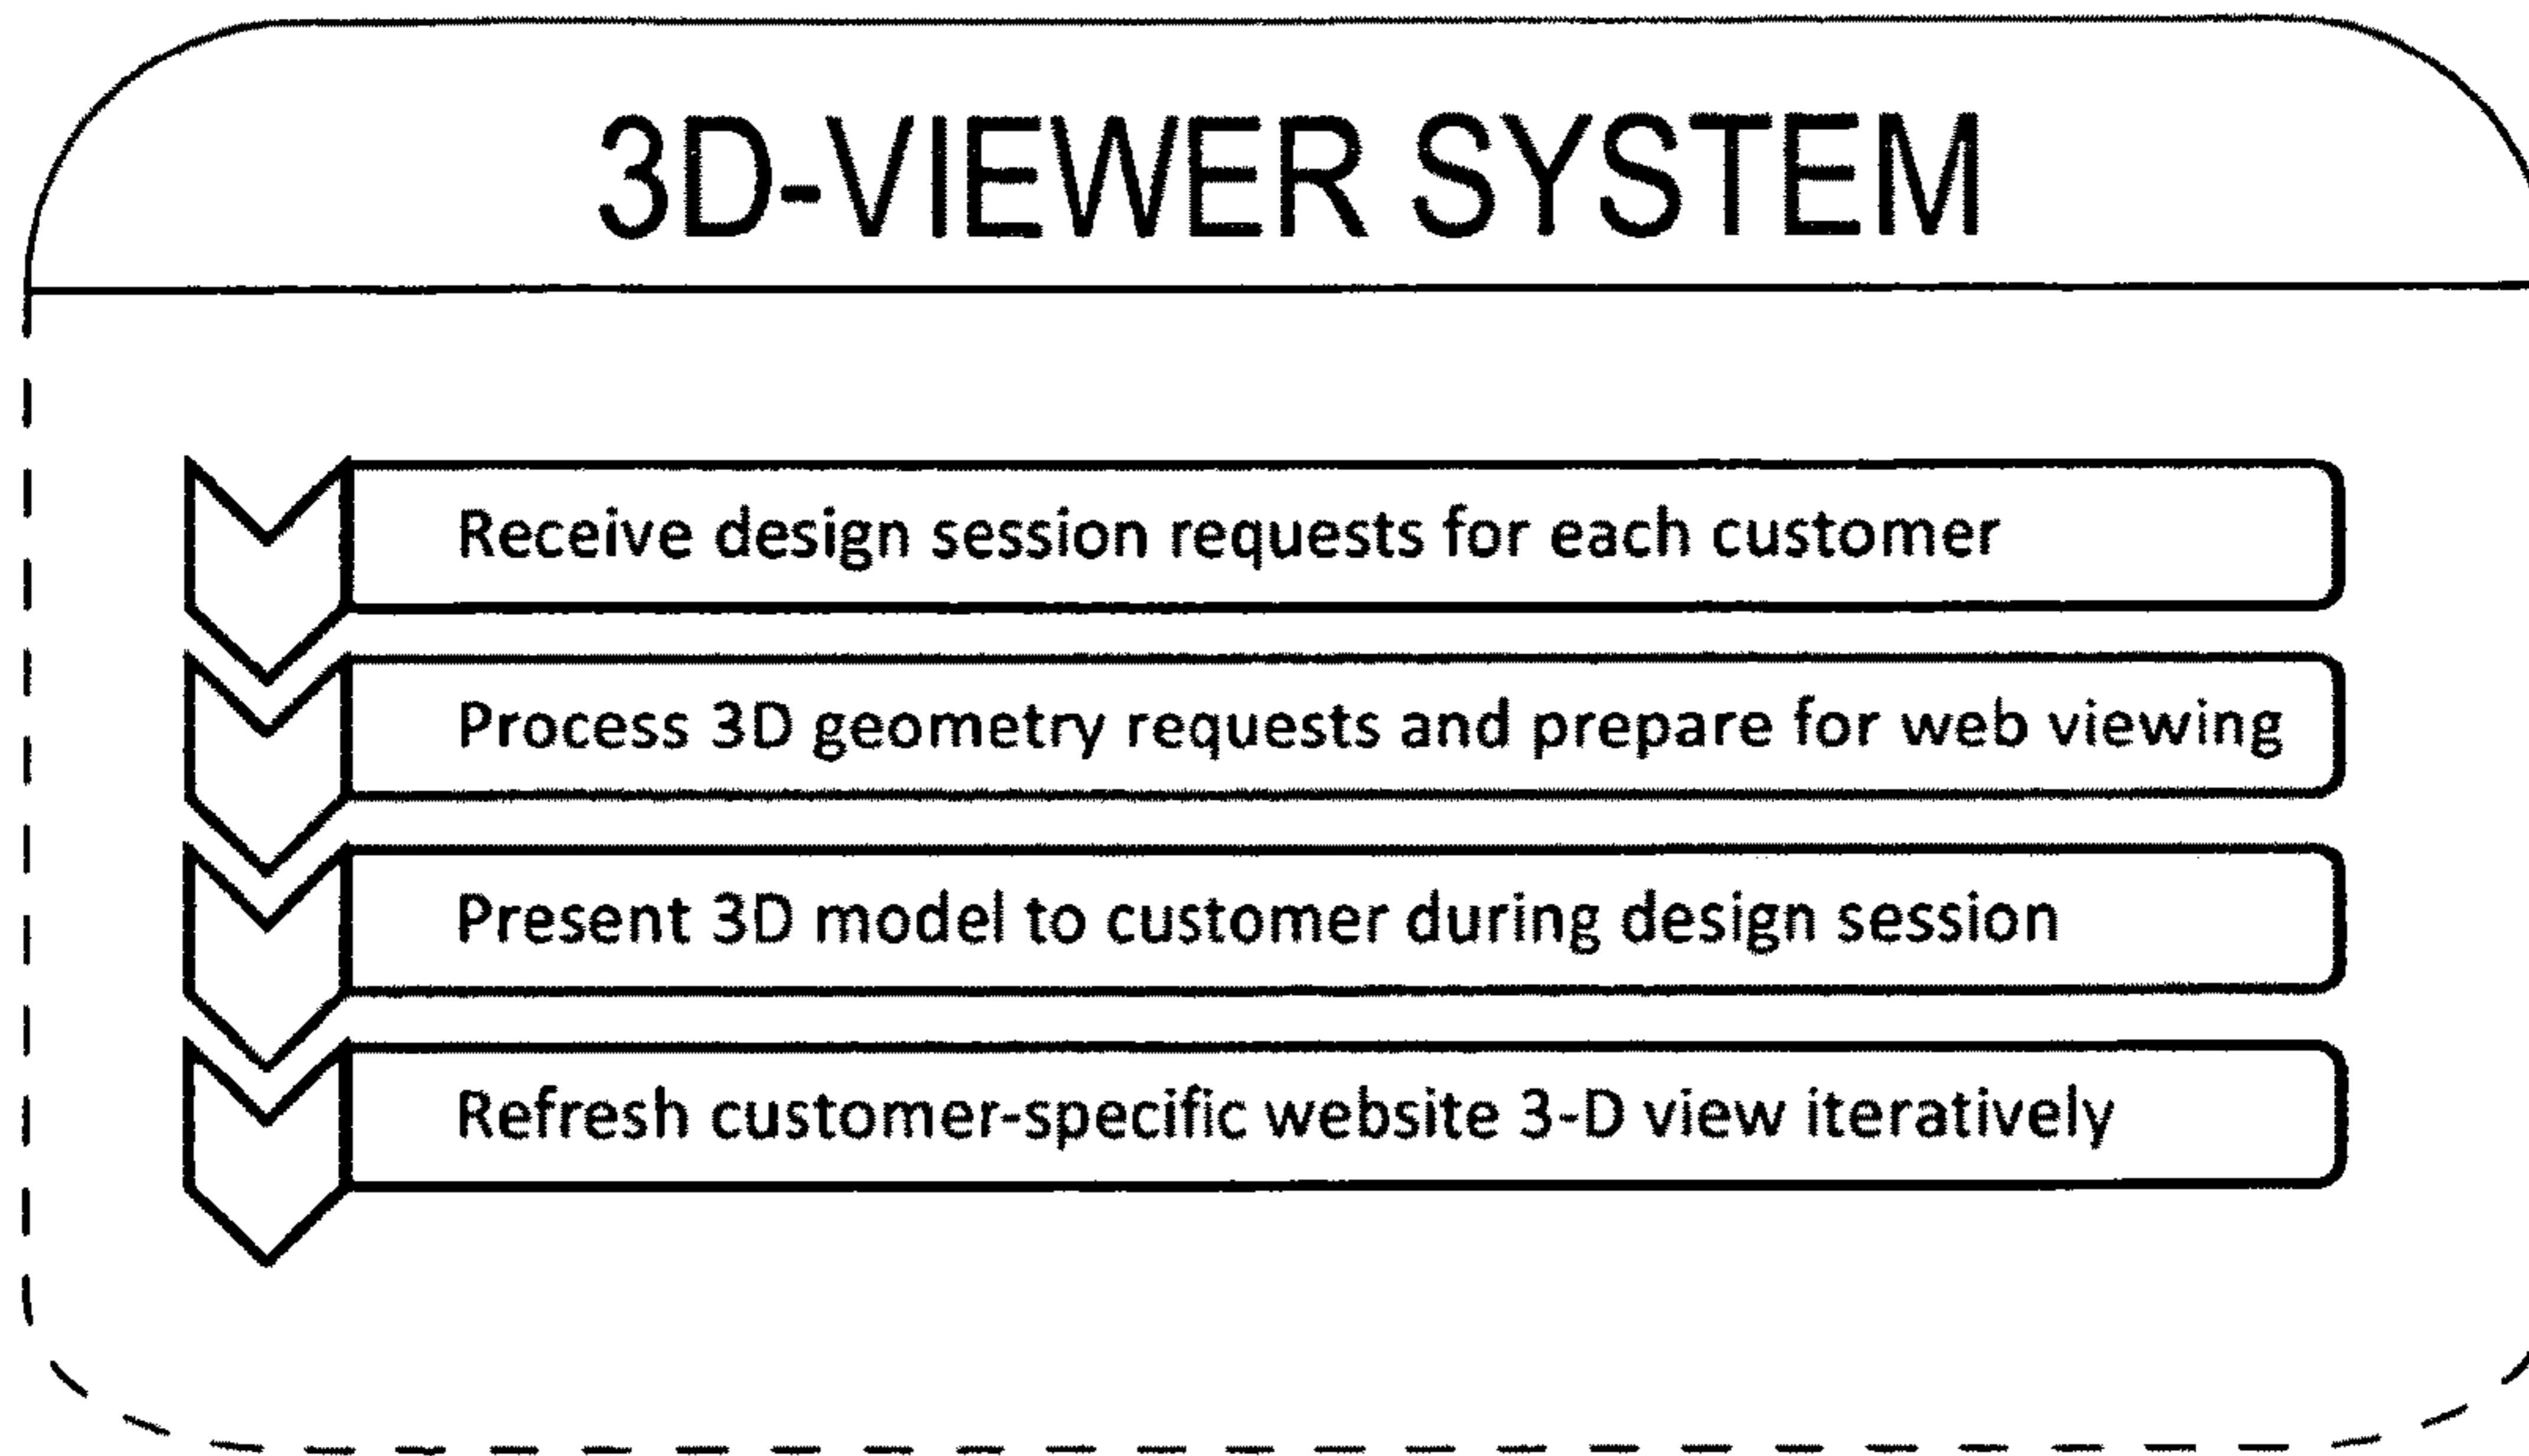 3D-VIEWER SYSTEM
Receive design session requests for each customer
Process 3D geometry requests and prepare for web viewing
Present 3D model to customer during design session
Refresh customer-specific website 3-D view iteratively